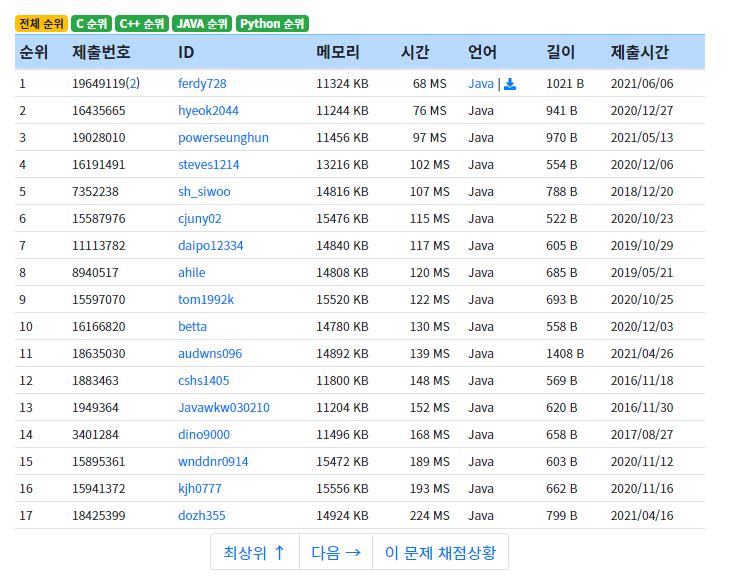 전체 순위 C 순위 C++ 순위 JAVA 순위 Python 순위
순위 제출번호 ID 메모리 시간 언어 길이 제출시간
1 19649119(2) ferdy728 11324 KB 68 MS Java | 1021 B 2021/06/06
2 16435665 hyeok2044 11244 KB 76 MS Java 941 B 2020/12/27
3 19028010 powerseunghun 11456 KB 97 MS Java 970 B 2021/05/13
4 16191491 steves1214 13216 KB 102 MS Java 554 B 2020/12/06
5 7352238 sh_siwoo 14816 KB 107 MS Java 788 B 2018/12/20
6 15587976 cjuny02 15476 KB 115 MS Java 522 B 2020/10/23
7 11113782 daipo12334 14840 KB 117 MS Java 605 B 2019/10/29
8 8940517 ahile 14808 KB 120 MS Java 685 B 2019/05/21
9 15597070 tom1992k 15520 KB 122 MS Java 693 B 2020/10/25
10 16166820 betta 14780 KB 130 MS Java 558 B 2020/12/03
11 18635030 audwns096 14892 KB 139 MS Java 1408 B 2021/04/26
12 1883463 cshs1405 11800 KB 148 MS Java 569 B 2016/11/18
13 1949364 Javawkw030210 11204 KB 152 MS Java 620 B 2016/11/30
14 3401284 dino9000 11496 KB 168 MS Java 658 B 2017/08/27
15 15895361 wnddnr0914 15472 KB 189 MS Java 603 B 2020/11/12
16 15941372 kjh0777 15556 KB 193 MS Java 662 B 2020/11/16
17 18425399 dozh355 14924 KB 224 MS Java 799 B 2021/04/16
최상위 ↑ 다음 → 이 문제 채점상황